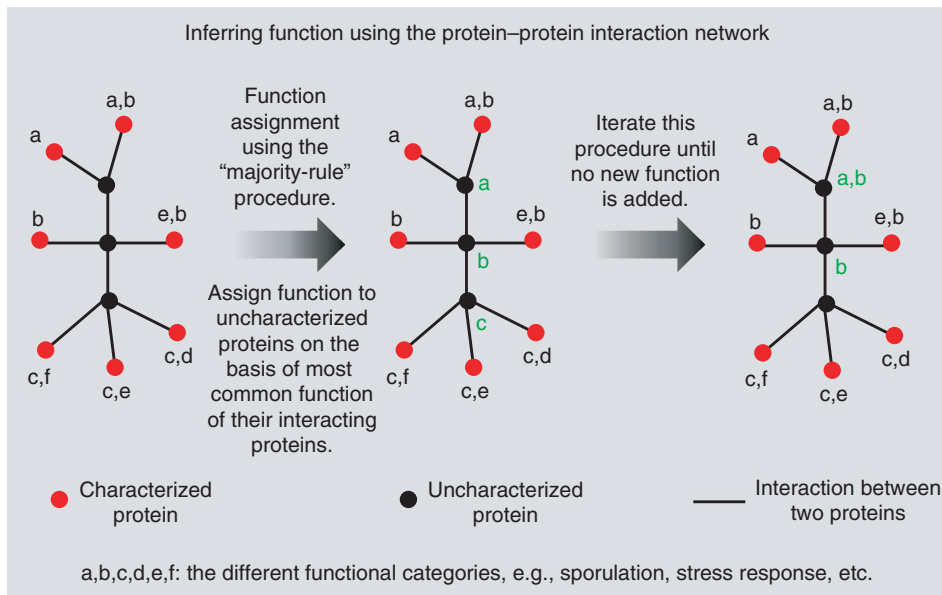 Inferring function using the protein–protein interaction network
a
a,b
b
e,b
c,f
c,e
c,d
Function
assignment
using the
“majority-rule”
procedure.
Assign function to
uncharacterized
proteins on the
basis of most
common function
of their interacting
proteins.
a
a,b
a
b
e,b
b
c
c,f
c,e
c,d
Iterate this
procedure until
no new function
is added.
a
a,b
a,b
b
e,b
b
c,f
c,e
c,d
Characterized
protein
Uncharacterized
protein
Interaction between
two proteins
a,b,c,d,e,f: the different functional categories, e.g., sporulation, stress response, etc.